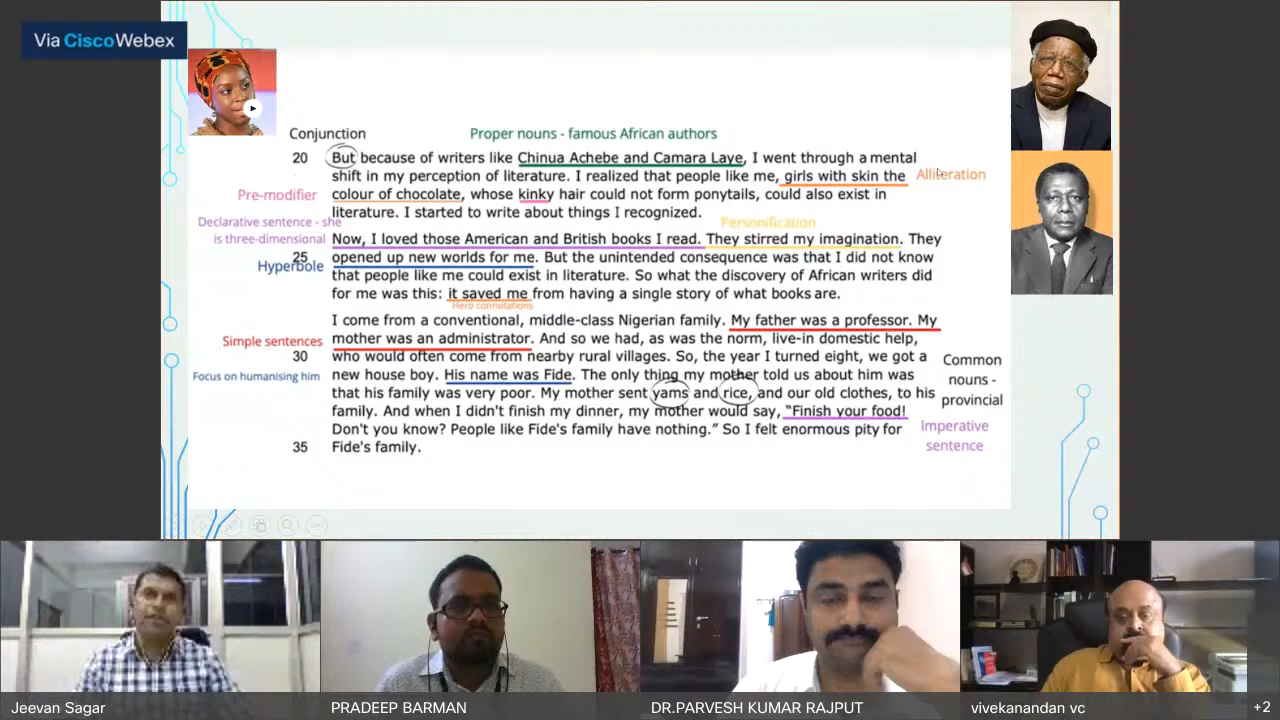 Via Cisco Webex
Conjunction
Proper nouns - famous African authors
20 But because of writers like Chinua Achebe and Camara Laye, I went through a mental
shift in my perception of literature. I realized that people like me, girls with skin the
Alliteration
Pre-modifier
colour of chocolate, whose kinky hair could not form ponytails, could also exist in
literature. I started to write about things I recognized.
Declarative sentence - she
is three-dimensional
Personification
Now, I loved those American and British books I read. They stirred my imagination. They
25 opened up new worlds for me. But the unintended consequence was that I did not know
Hyperbole
that people like me could exist in literature. So what the discovery of African writers did
for me was this: it saved me from having a single story of what books are.
Hero connotations
I come from a conventional, middle-class Nigerian family. My father was a professor. My
Simple sentences
mother was an administrator. And so we had, as was the norm, live-in domestic help,
30 who would often come from nearby rural villages. So, the year I turned eight, we got a
Common
nouns -
provincial
Focus on humanising him
new house boy. His name was Fide. The only thing my mother told us about him was
that his family was very poor. My mother sent yams and rice, and our old clothes, to his
family. And when I didn't finish my dinner, my mother would say, “Finish your food!
Imperative
sentence
Don't you know? People like Fide's family have nothing.” So I felt enormous pity for
35 Fide's family.
Jeevan Sagar
PRADEEP BARMAN
DR.PARVESH KUMAR RAJPUT
vivekanandan vc
+2